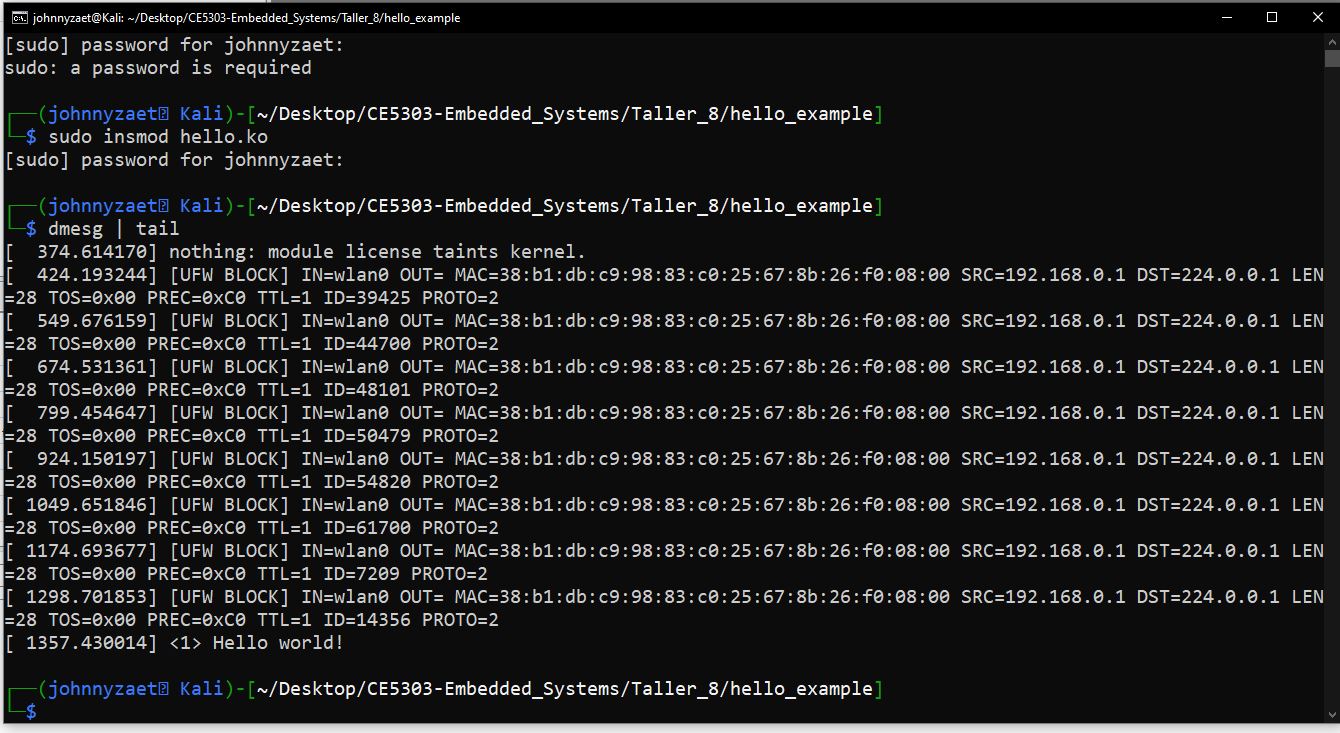 johnnyzaet@Kali: ~/Desktop/CE5303-Embedded_Systems/Taller_8/hello_example
[sudo] password for johnnyzaet:
sudo: a password is required
┌──(johnnyzaet Kali)-[~/Desktop/CE5303-Embedded_Systems/Taller_8/hello_example]
└─$ sudo insmod hello.ko
[sudo] password for johnnyzaet:
┌──(johnnyzaet Kali)-[~/Desktop/CE5303-Embedded_Systems/Taller_8/hello_example]
└─$ dmesg | tail
[  374.614170] nothing: module license taints kernel.
[  424.193244] [UFW BLOCK] IN=wlan0 OUT= MAC=38:b1:db:c9:98:83:c0:25:67:8b:26:f0:08:00 SRC=192.168.0.1 DST=224.0.0.1 LEN
=28 TOS=0x00 PREC=0xC0 TTL=1 ID=39425 PROTO=2
[  549.676159] [UFW BLOCK] IN=wlan0 OUT= MAC=38:b1:db:c9:98:83:c0:25:67:8b:26:f0:08:00 SRC=192.168.0.1 DST=224.0.0.1 LEN
=28 TOS=0x00 PREC=0xC0 TTL=1 ID=44700 PROTO=2
[  674.531361] [UFW BLOCK] IN=wlan0 OUT= MAC=38:b1:db:c9:98:83:c0:25:67:8b:26:f0:08:00 SRC=192.168.0.1 DST=224.0.0.1 LEN
=28 TOS=0x00 PREC=0xC0 TTL=1 ID=48101 PROTO=2
[  799.454647] [UFW BLOCK] IN=wlan0 OUT= MAC=38:b1:db:c9:98:83:c0:25:67:8b:26:f0:08:00 SRC=192.168.0.1 DST=224.0.0.1 LEN
=28 TOS=0x00 PREC=0xC0 TTL=1 ID=50479 PROTO=2
[  924.150197] [UFW BLOCK] IN=wlan0 OUT= MAC=38:b1:db:c9:98:83:c0:25:67:8b:26:f0:08:00 SRC=192.168.0.1 DST=224.0.0.1 LEN
=28 TOS=0x00 PREC=0xC0 TTL=1 ID=54820 PROTO=2
[ 1049.651846] [UFW BLOCK] IN=wlan0 OUT= MAC=38:b1:db:c9:98:83:c0:25:67:8b:26:f0:08:00 SRC=192.168.0.1 DST=224.0.0.1 LEN
=28 TOS=0x00 PREC=0xC0 TTL=1 ID=61700 PROTO=2
[ 1174.693677] [UFW BLOCK] IN=wlan0 OUT= MAC=38:b1:db:c9:98:83:c0:25:67:8b:26:f0:08:00 SRC=192.168.0.1 DST=224.0.0.1 LEN
=28 TOS=0x00 PREC=0xC0 TTL=1 ID=7209 PROTO=2
[ 1298.701853] [UFW BLOCK] IN=wlan0 OUT= MAC=38:b1:db:c9:98:83:c0:25:67:8b:26:f0:08:00 SRC=192.168.0.1 DST=224.0.0.1 LEN
=28 TOS=0x00 PREC=0xC0 TTL=1 ID=14356 PROTO=2
[ 1357.430014] <1> Hello world!
┌──(johnnyzaet Kali)-[~/Desktop/CE5303-Embedded_Systems/Taller_8/hello_example]
└─$